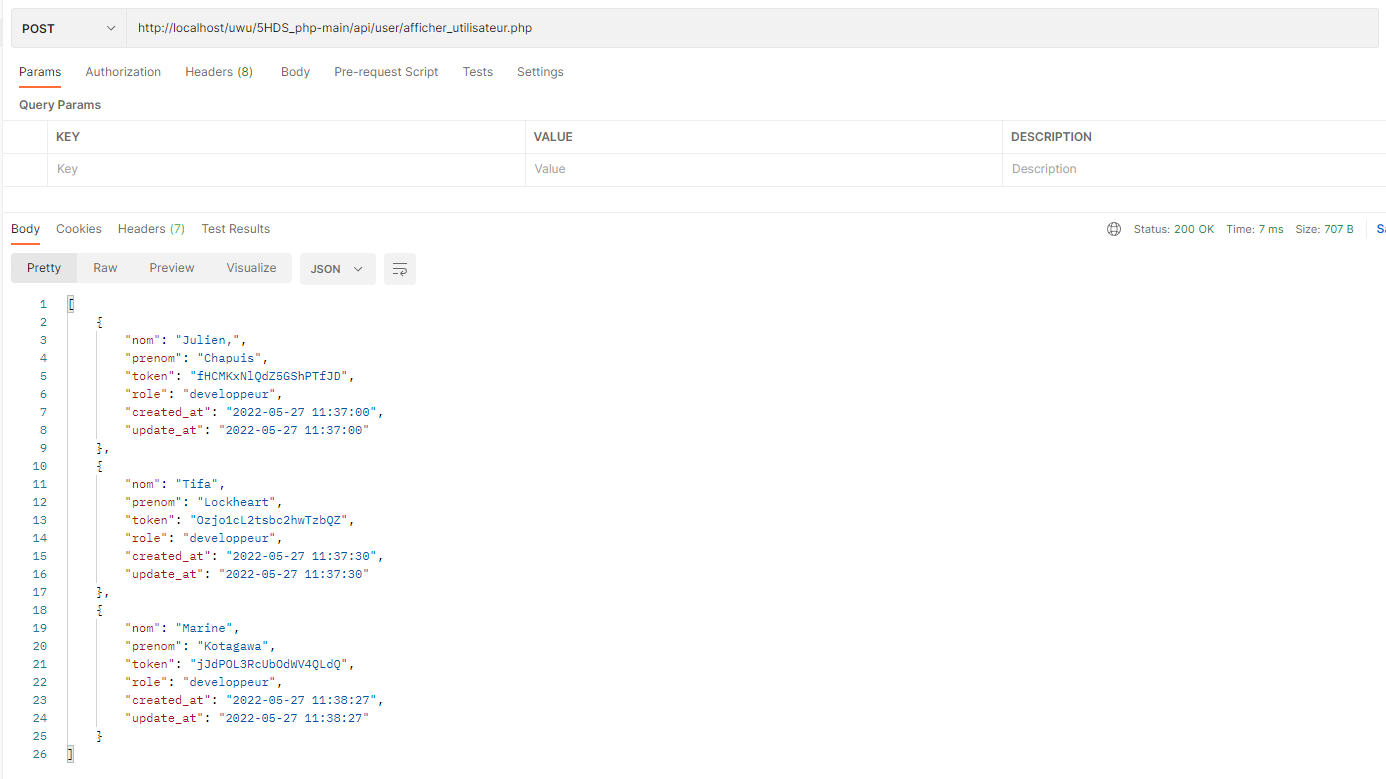 POST http://localhost/uwu/5HDS_php-main/api/user/afficher_utilisateur.php
Params Authorization Headers (8) Body Pre-request Script Tests Settings
Query Params
KEY VALUE DESCRIPTION
Key Value Description
Body Cookies Headers (7) Test Results Status: 200 OK Time: 7 ms Size: 707 B
Pretty Raw Preview Visualize JSON
1 [
2 {
3 "nom": "Julien,",
4 "prenom": "Chapuis",
5 "token": "fHCMKxNlQdZ5GShPTfJD",
6 "role": "developpeur",
7 "created_at": "2022-05-27 11:37:00",
8 "update_at": "2022-05-27 11:37:00"
9 },
10 {
11 "nom": "Tifa",
12 "prenom": "Lockheart",
13 "token": "Ozjo1cL2tsbc2hwTzbQZ",
14 "role": "developpeur",
15 "created_at": "2022-05-27 11:37:30",
16 "update_at": "2022-05-27 11:37:30"
17 },
18 {
19 "nom": "Marine",
20 "prenom": "Kotagawa",
21 "token": "jJdPOL3RcUbOdWV4QLdQ",
22 "role": "developpeur",
23 "created_at": "2022-05-27 11:38:27",
24 "update_at": "2022-05-27 11:38:27"
25 }
26 ]